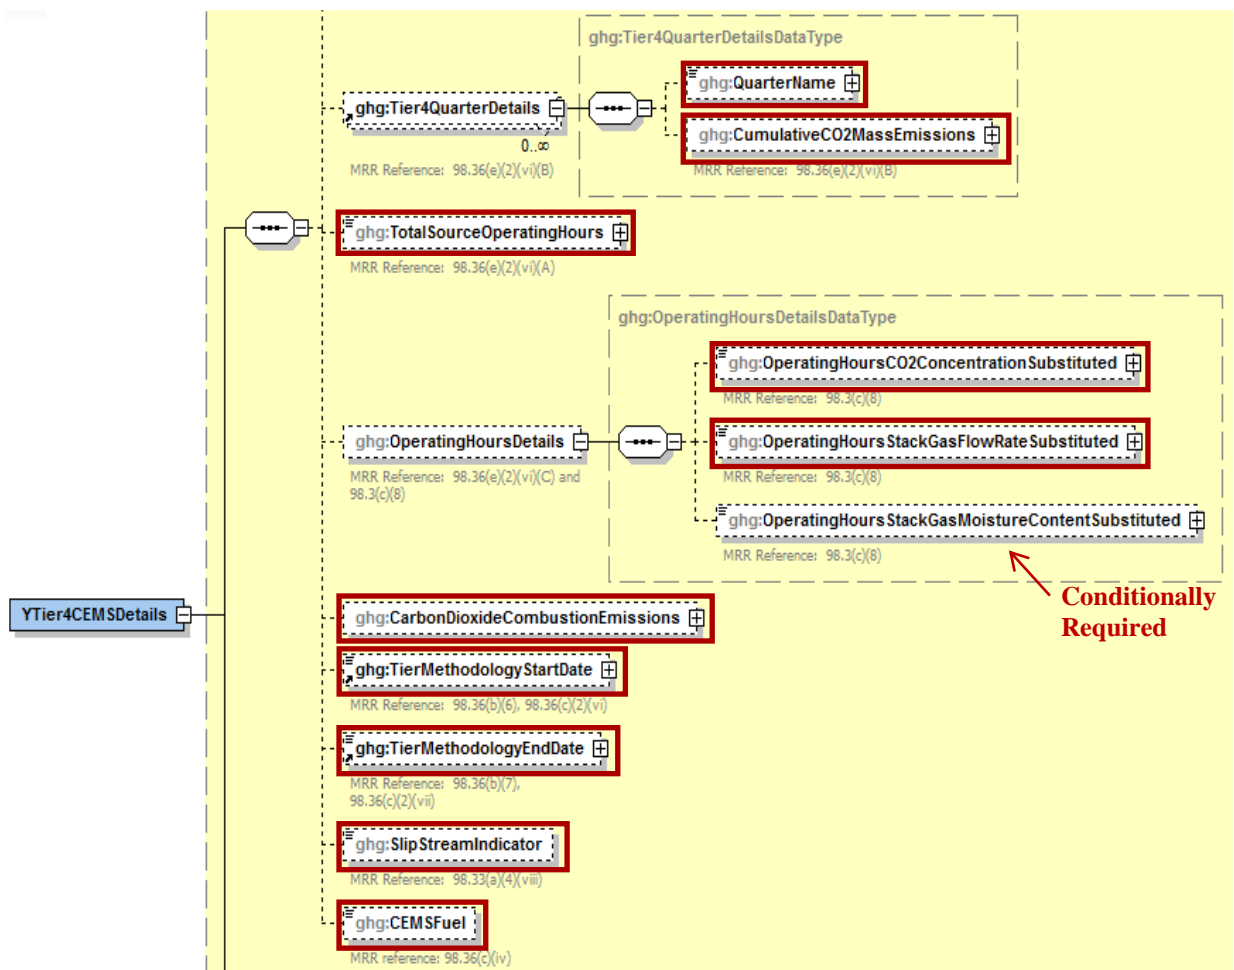 ghg:Tier4QuarterDetailsDataType
ghg:QuarterName
ghg:Tier4QuarterDetails
ghg:CumulativeCO2MassEmissions
0..∞
MRR Reference: 98.36(e)(2)(vi)(B)
MRR Reference: 98.36(e)(2)(vi)(B)
ghg:TotalSourceOperatingHours
MRR Reference: 98.36(e)(2)(vi)(A)
ghg:OperatingHoursDetailsDataType
ghg:OperatingHoursCO2ConcentrationSubstituted
MRR Reference: 98.3(c)(8)
ghg:OperatingHoursDetails
ghg:OperatingHoursStackGasFlowRateSubstituted
MRR Reference: 98.36(e)(2)(vi)(C) and
98.3(c)(8)
MRR Reference: 98.3(c)(8)
ghg:OperatingHoursStackGasMoistureContentSubstituted
MRR Reference: 98.3(c)(8)
Conditionally
Required
YTier4CEMSDetails
ghg:CarbonDioxideCombustionEmissions
ghg:TierMethodologyStartDate
MRR Reference: 98.36(b)(6), 98.36(c)(2)(vi)
ghg:TierMethodologyEndDate
MRR Reference: 98.36(b)(7),
98.36(c)(2)(vii)
ghg:SlipStreamIndicator
MRR Reference: 98.33(a)(4)(viii)
ghg:CEMSFuel
MRR reference: 98.36(c)(iv)